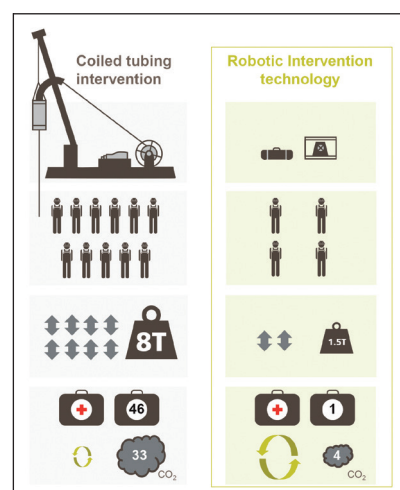 Coiled tubing
intervention
Robotic Intervention
technology
8T
1.5T
46
1
33
CO₂
4
CO₂